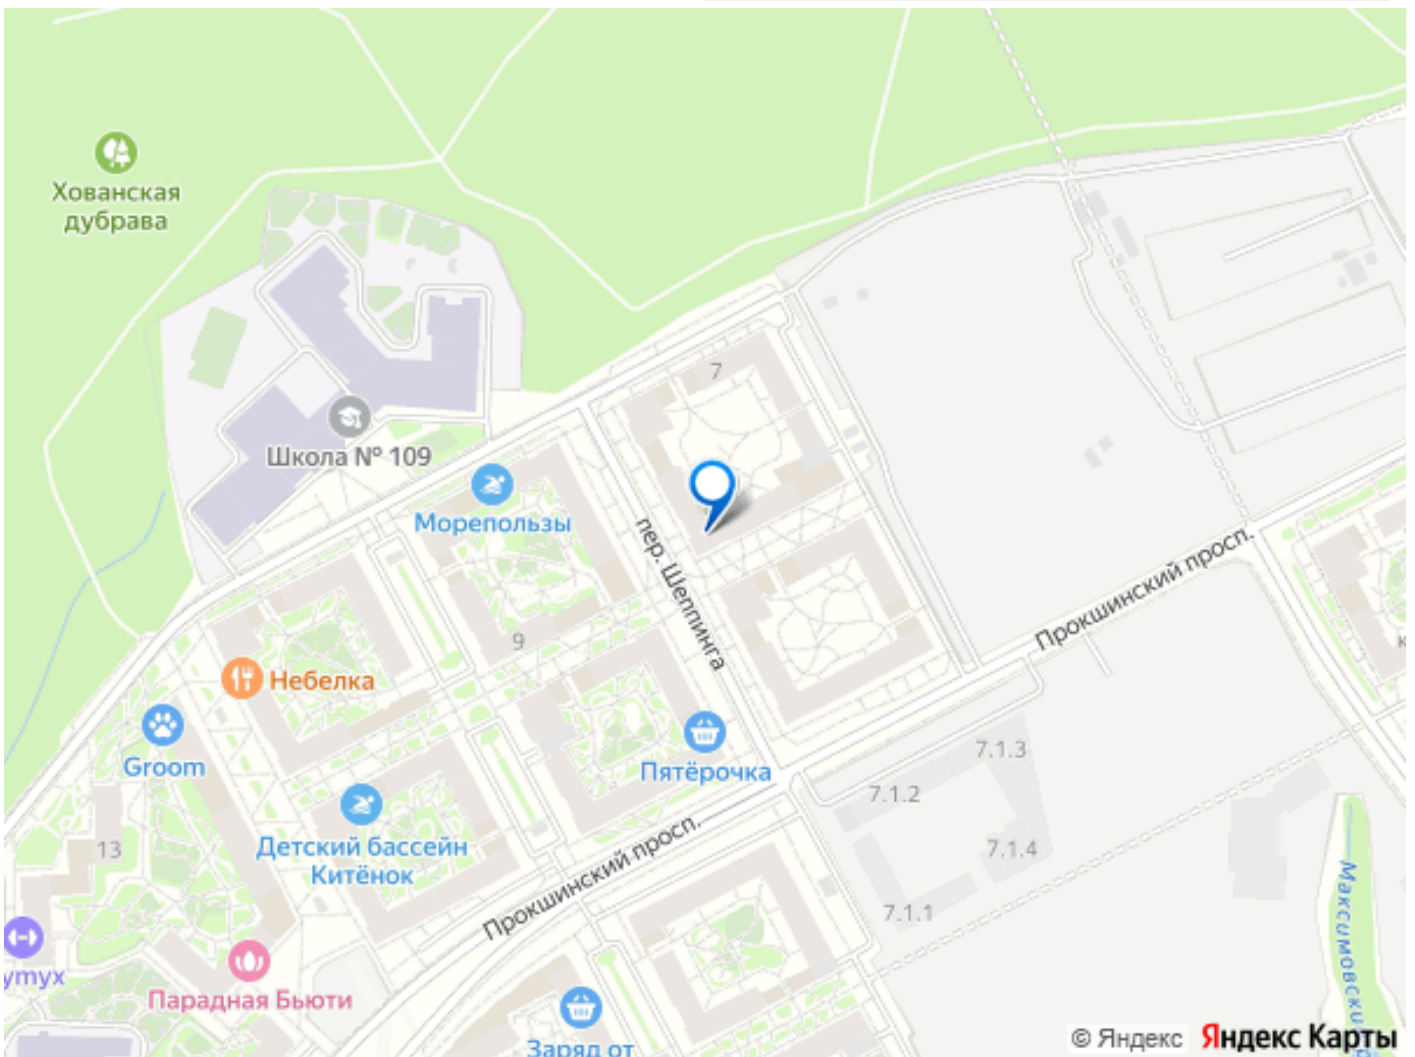 Хованская
дубрава
7
Школа № 109
Морепользы
пер. Шеппинга
Прокшинский просп.
9
Небелка
Groom
Пятёрочка
7.1.3
7.1.2
Детский бассейн
Китёнок
13
7.1.4
Прокшинский просп.
7.1.1
Парадная Бьюти
Заряд от
© Яндекс Яндекс Карты